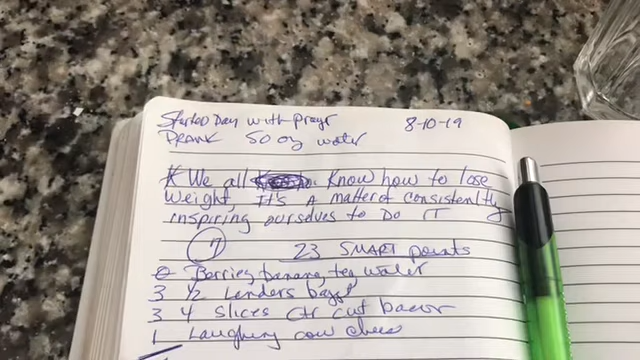 Started Day with Prayr 8-10-19
Drank 50 oz water
* We all Know how to lose
weight, It's a matter of consistently
inspiring ourselves to Do IT
7 23 SMART points
0 Berries, banana, tea water
3 1/2 Lenders bagel
3 4 Slices ctr cut bacon
1 Laughing cow chees